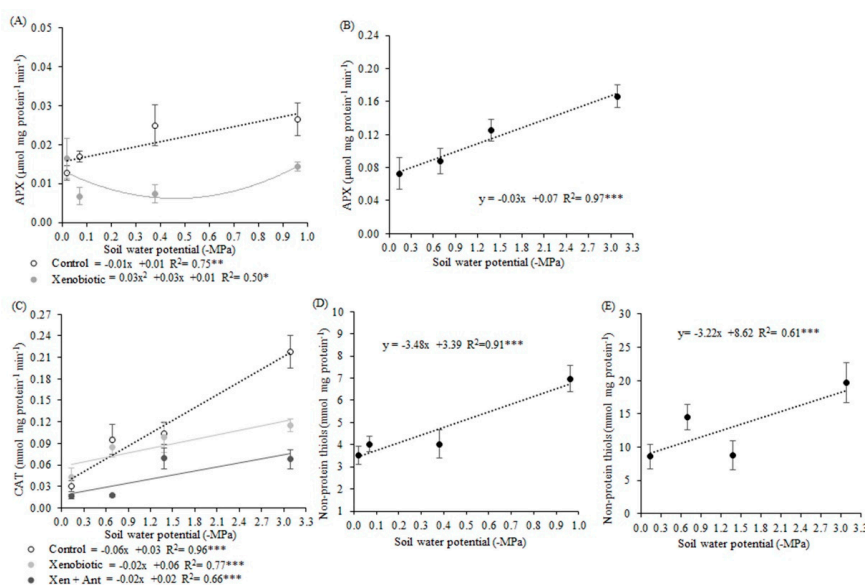 (A)
APX (μmol mg protein⁻¹ min⁻¹)
0.05
0.04
0.03
0.02
0.01
0.00
0.0 0.1 0.2 0.3 0.4 0.5 0.6 0.7 0.8 0.9 1.0
Soil water potential (-MPa)
Control = -0.01x +0.01 R²= 0.75**
Xenobiotic = 0.03x² +0.03x +0.01 R²= 0.50*
(B)
APX (μmol mg protein⁻¹ min⁻¹)
0.24
0.20
0.16
0.12
0.08
0.04
0.00
y = -0.03x +0.07 R²= 0.97***
0.0 0.3 0.6 0.9 1.2 1.5 1.8 2.1 2.4 2.7 3.0 3.3
Soil water potential (-MPa)
(C)
CAT (mmol mg protein⁻¹ min⁻¹)
0.27
0.24
0.21
0.18
0.15
0.12
0.09
0.06
0.03
0.00
0.0 0.3 0.6 0.9 1.2 1.5 1.8 2.1 2.4 2.7 3.0 3.3
Soil water potential (-MPa)
Control = -0.06x +0.03 R²= 0.96***
Xenobiotic = -0.02x +0.06 R²= 0.77***
Xen + Ant = -0.02x +0.02 R²= 0.66***
(D)
Non-protein thiols (mmol mg protein⁻¹)
10
9
8
7
6
5
4
3
2
1
y = -3.48x +3.39 R²=0.91***
0.0 0.1 0.2 0.3 0.4 0.5 0.6 0.7 0.8 0.9 1.0
Soil water potential (-MPa)
(E)
Non-protein thiols (mmol mg protein⁻¹)
30
25
20
15
10
5
0
y= -3.22x +8.62 R²= 0.61***
0.0 0.3 0.6 0.9 1.2 1.5 1.8 2.1 2.4 2.7 3.0 3.3
Soil water potential (-MPa)